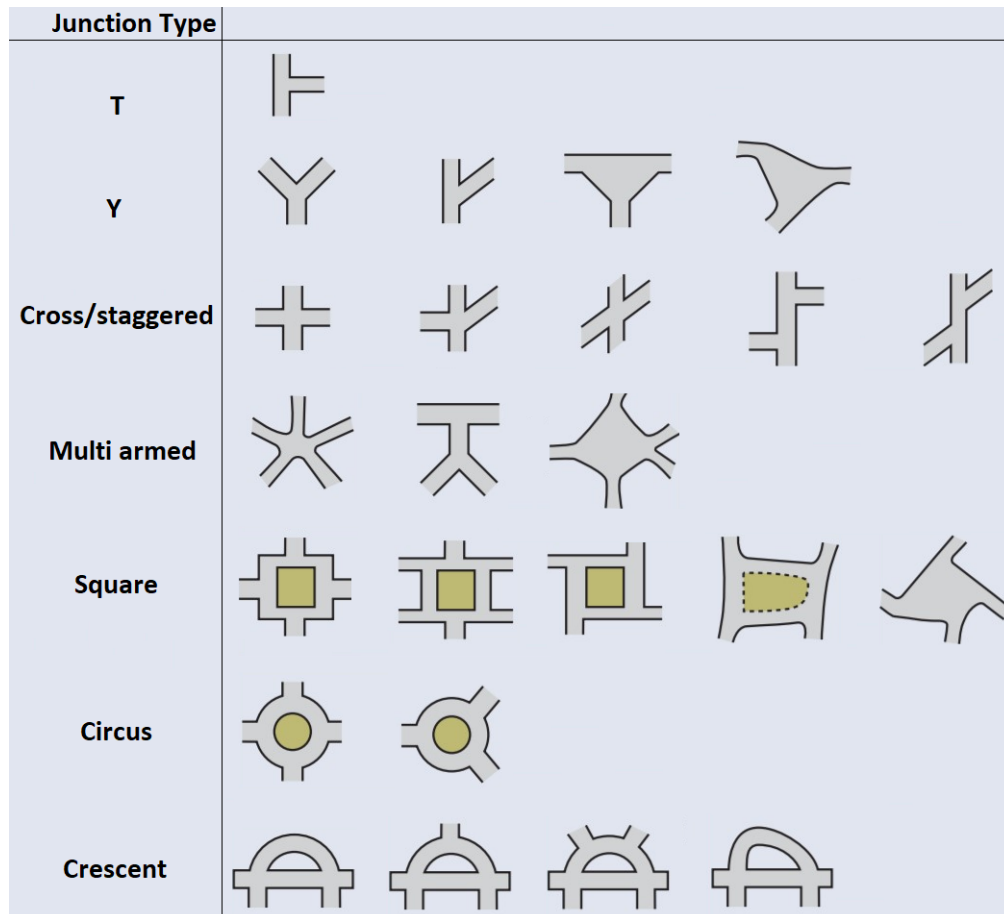 Junction Type
T
Y
Cross/staggered
Multi armed
Square
Circus
Crescent